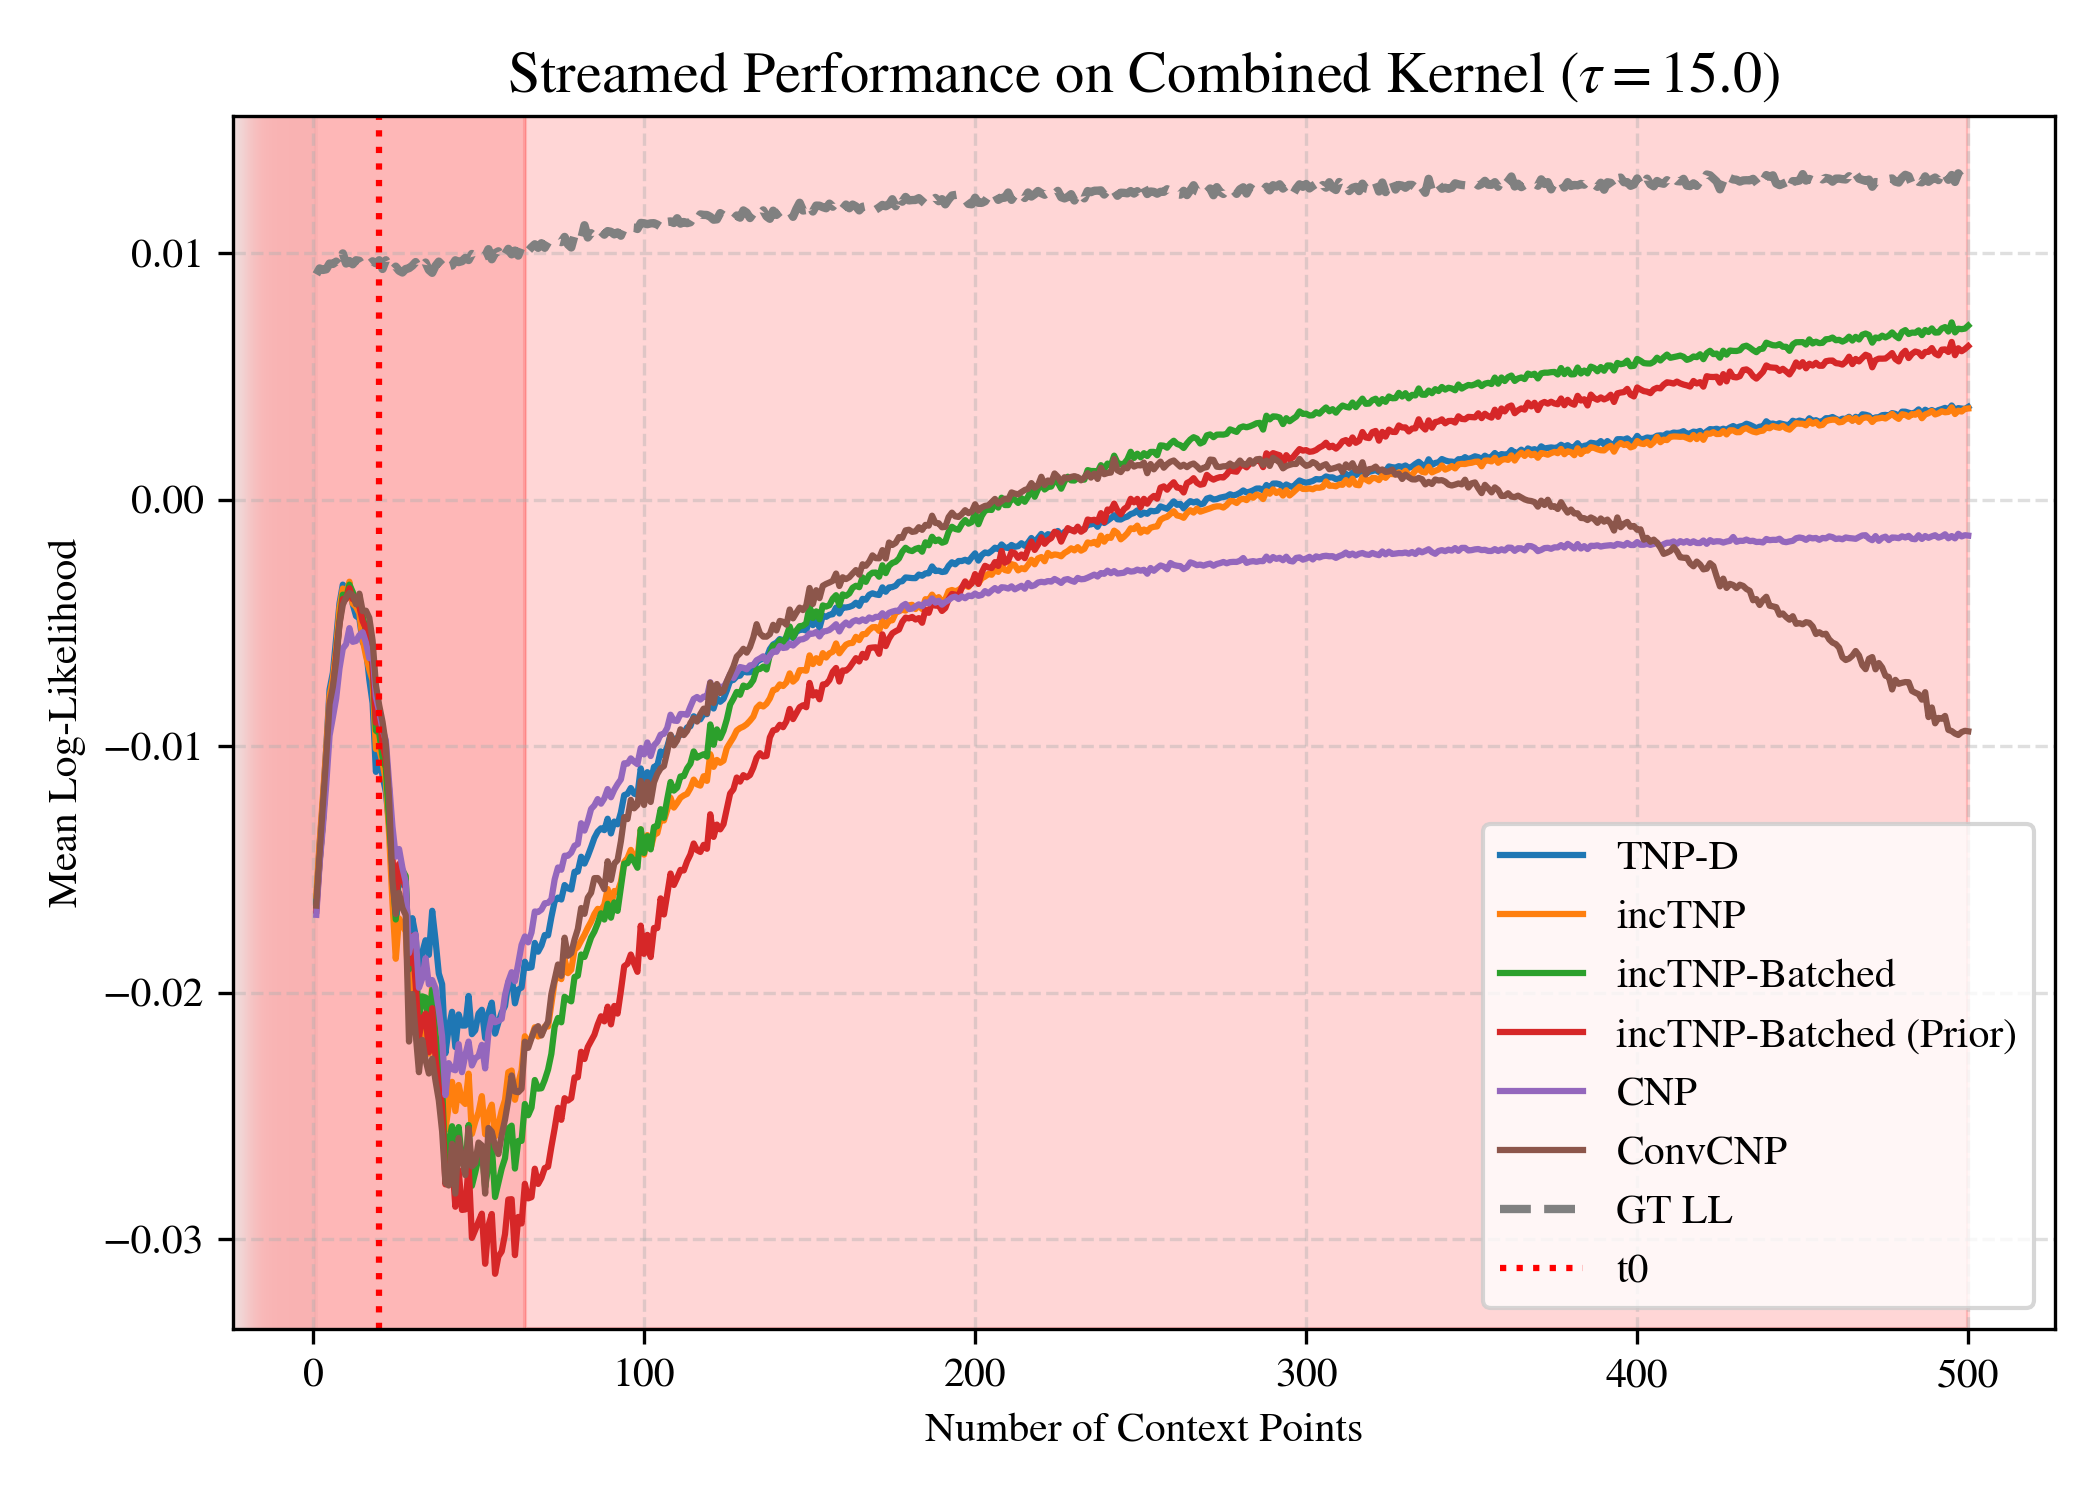 Streamed Performance on Combined Kernel (τ = 15.0)
Mean Log-Likelihood
0.01
0.00
−0.01
−0.02
−0.03
TNP-D
incTNP
incTNP-Batched
incTNP-Batched (Prior)
CNP
ConvCNP
GT LL
t0
0 100 200 300 400 500
Number of Context Points